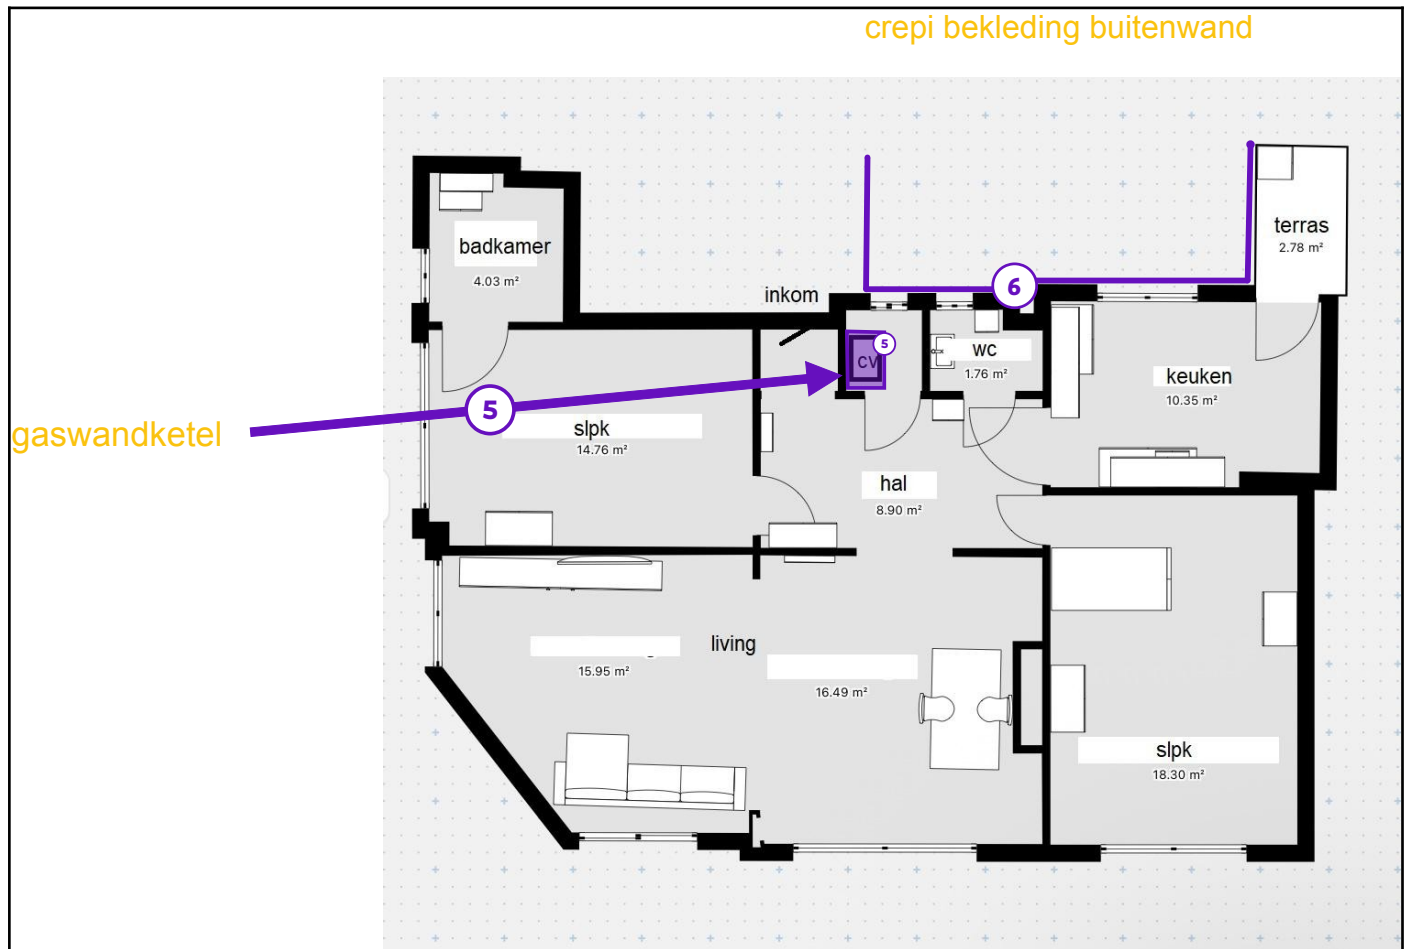 crepi bekleding buitenwand
terras
2.78 m²
badkamer
4.03 m²
inkom
6
5
cv
wc
1.76 m²
keuken
10.35 m²
5
gaswandketel
slpk
14.76 m²
hal
8.90 m²
living
15.95 m²
16.49 m²
slpk
18.30 m²